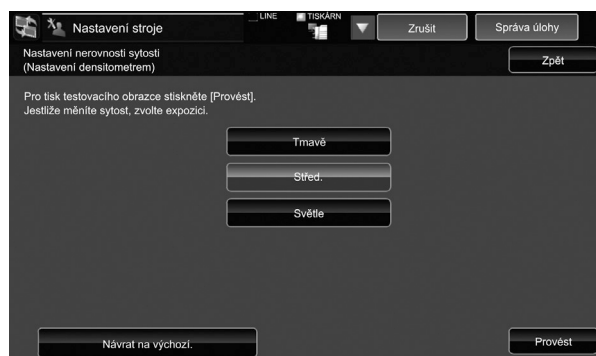 Nastavení stroje
LINE
TISKÁRN
Zrušit
Správa úlohy
Nastavení nerovnosti sytosti
(Nastavení densitometrem)
Zpět
Pro tisk testovacího obrazce stiskněte [Provést].
Jestliže měníte sytost, zvolte expozici.
Tmavě
Střed.
Světle
Návrat na výchozí.
Provést